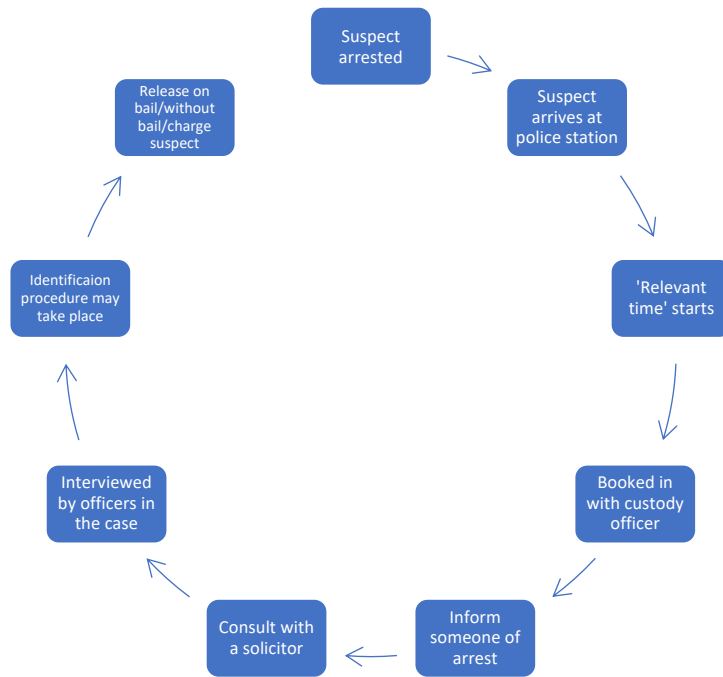 Suspect
arrested
Suspect
arrives at
police station
'Relevant
time' starts
Booked in
with custody
officer
Inform
someone of
arrest
Consult with
a solicitor
Interviewed
by officers in
the case
Identificaion
procedure may
take place
Release on
bail/without
bail/charge
suspect